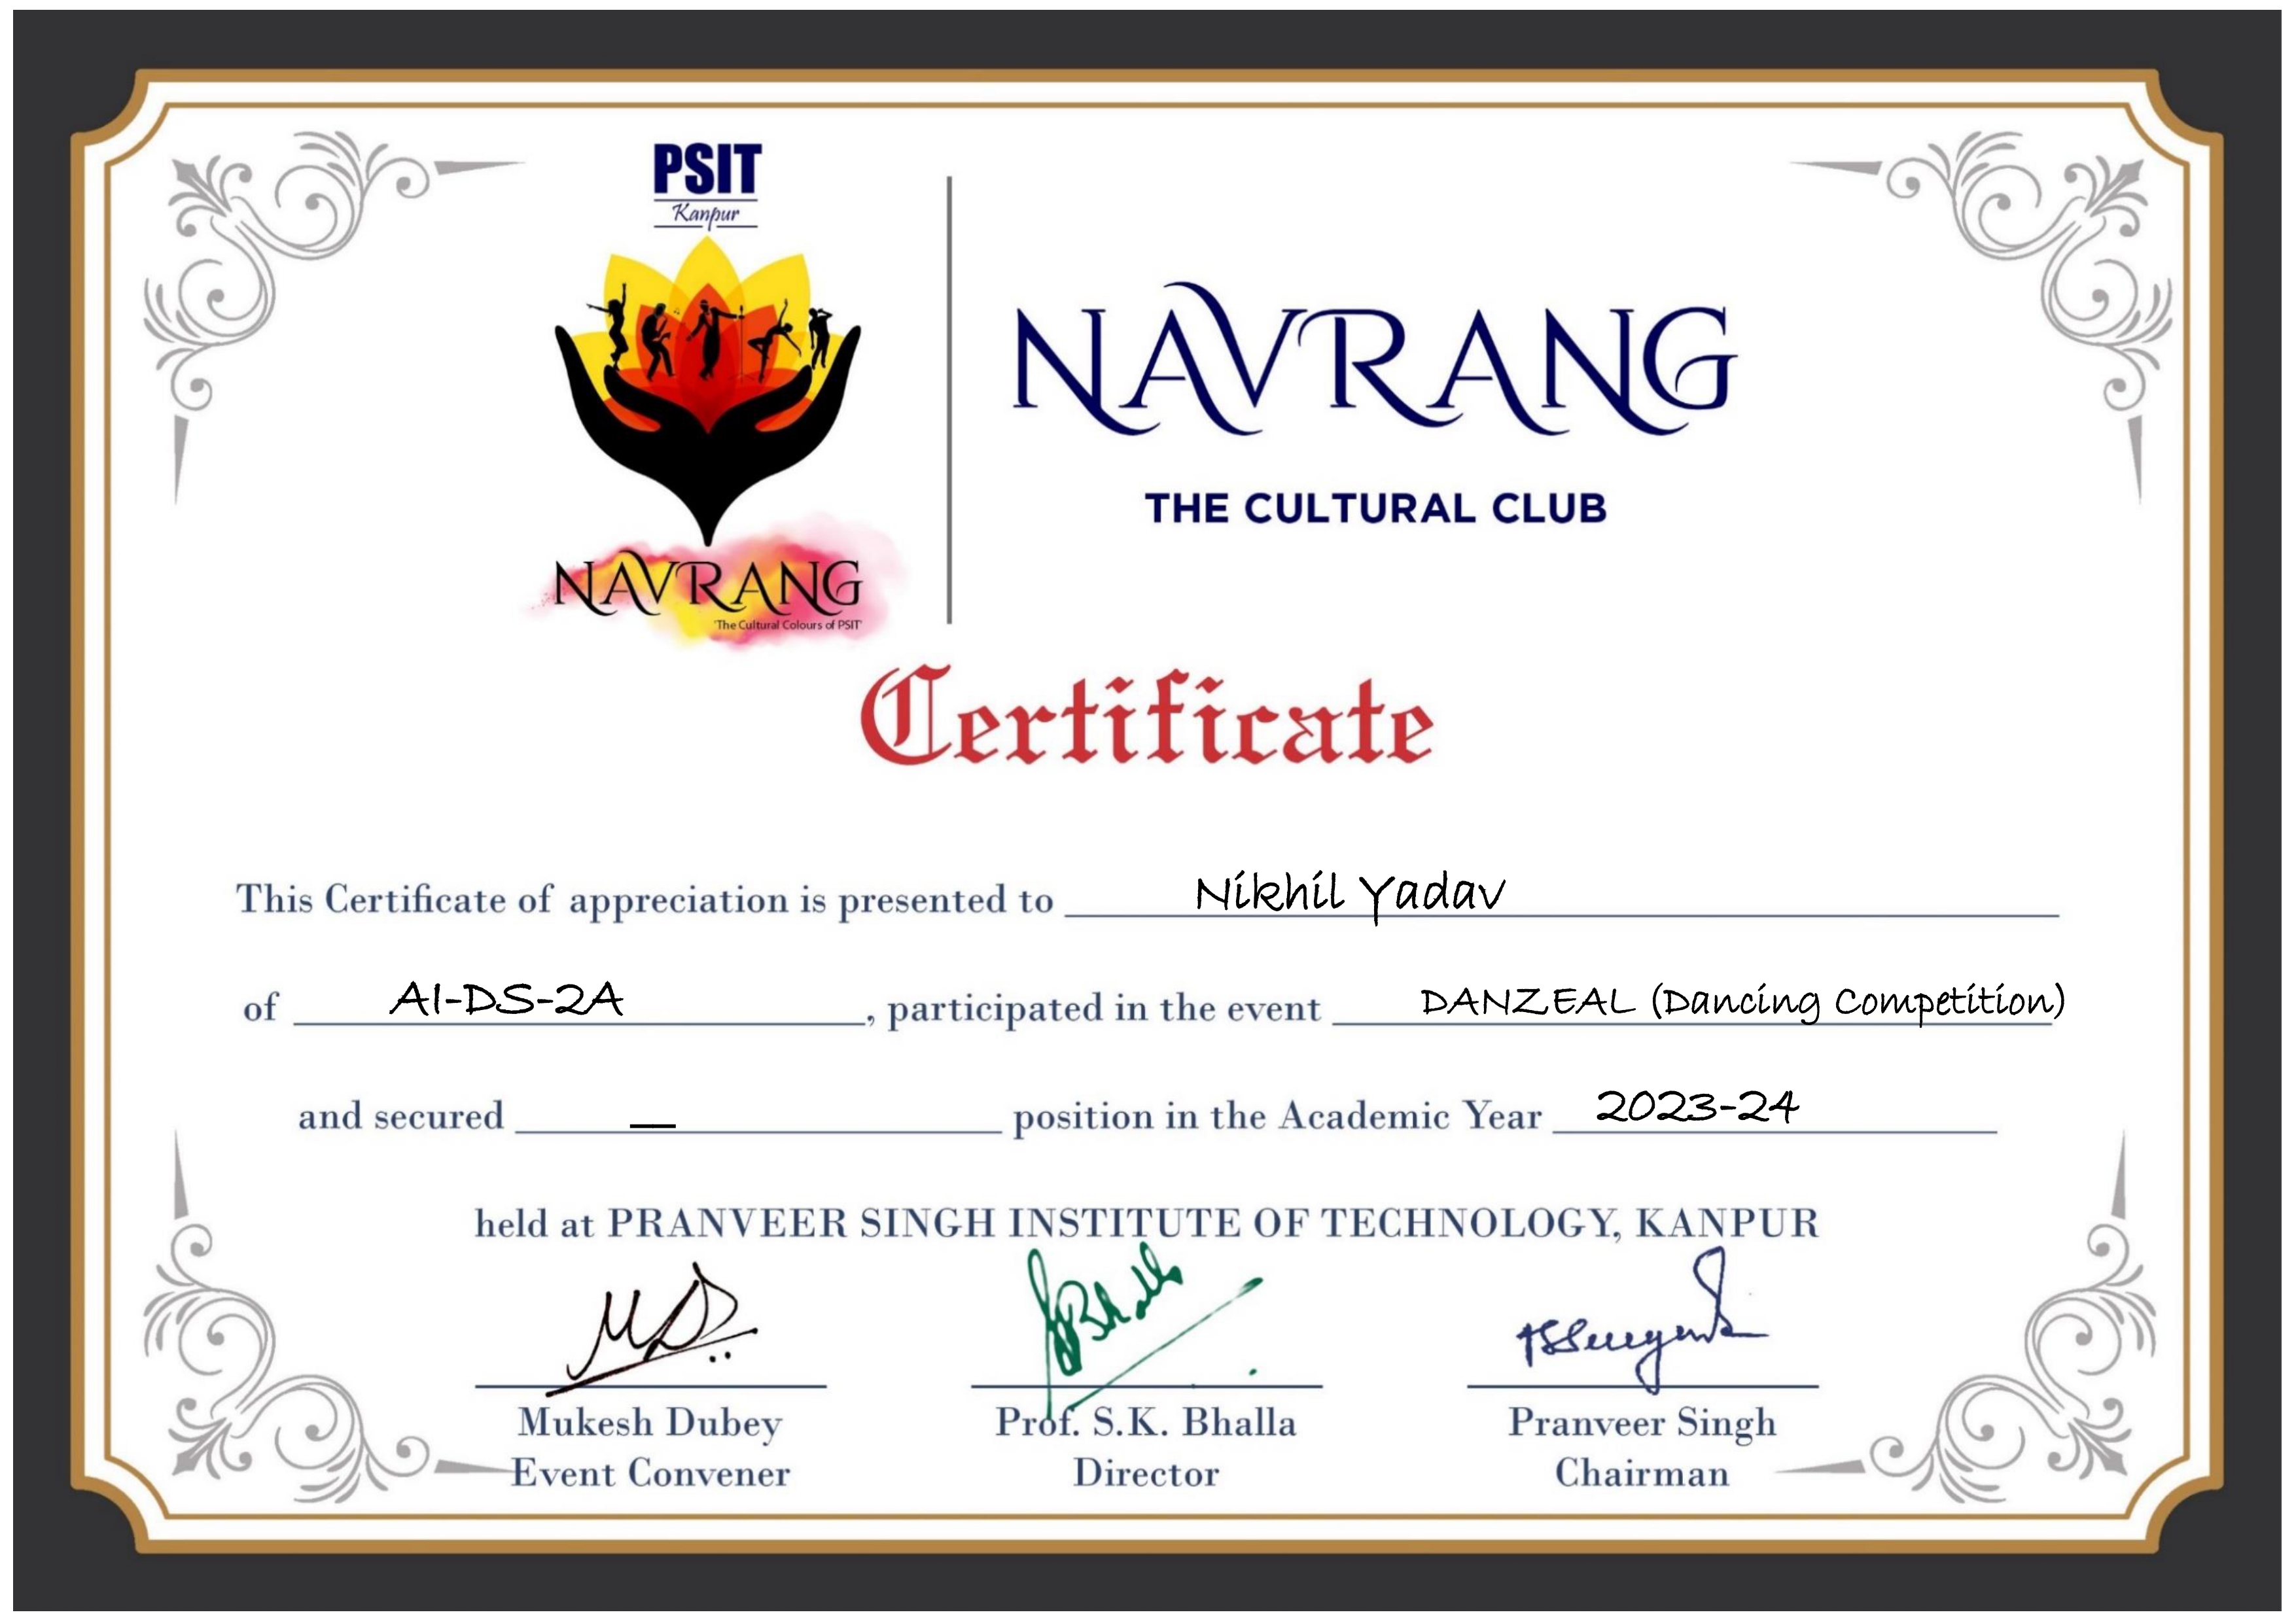 PSIT
Kanpur
NAVRANG
THE CULTURAL CLUB
NAVRANG
'The Cultural Colours of PSIT'
Certificate
This Certificate of appreciation is presented to Nikhil Yadav
of AI-DS-2A, participated in the event DANZEAL (Dancing Competition)
and secured — position in the Academic Year 2023-24
held at PRANVEER SINGH INSTITUTE OF TECHNOLOGY, KANPUR
Mukesh Dubey
Event Convener
Prof. S.K. Bhalla
Director
Pranveer Singh
Chairman